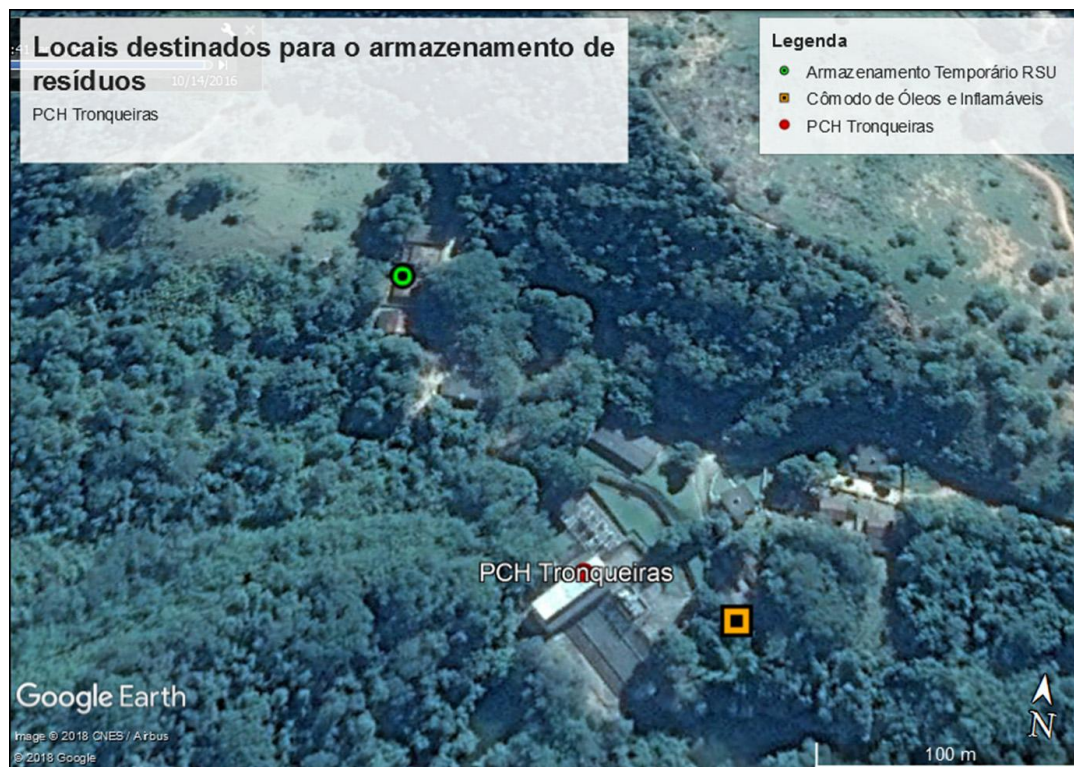 Locais destinados para o armazenamento de
resíduos
10/14/2016
PCH Tronqueiras
Legenda
Armazenamento Temporário RSU
Cômodo de Óleos e Inflamáveis
PCH Tronqueiras
PCH Tronqueiras
Google Earth
Image © 2018 CNES / Airbus
© 2018 Google
N
100 m